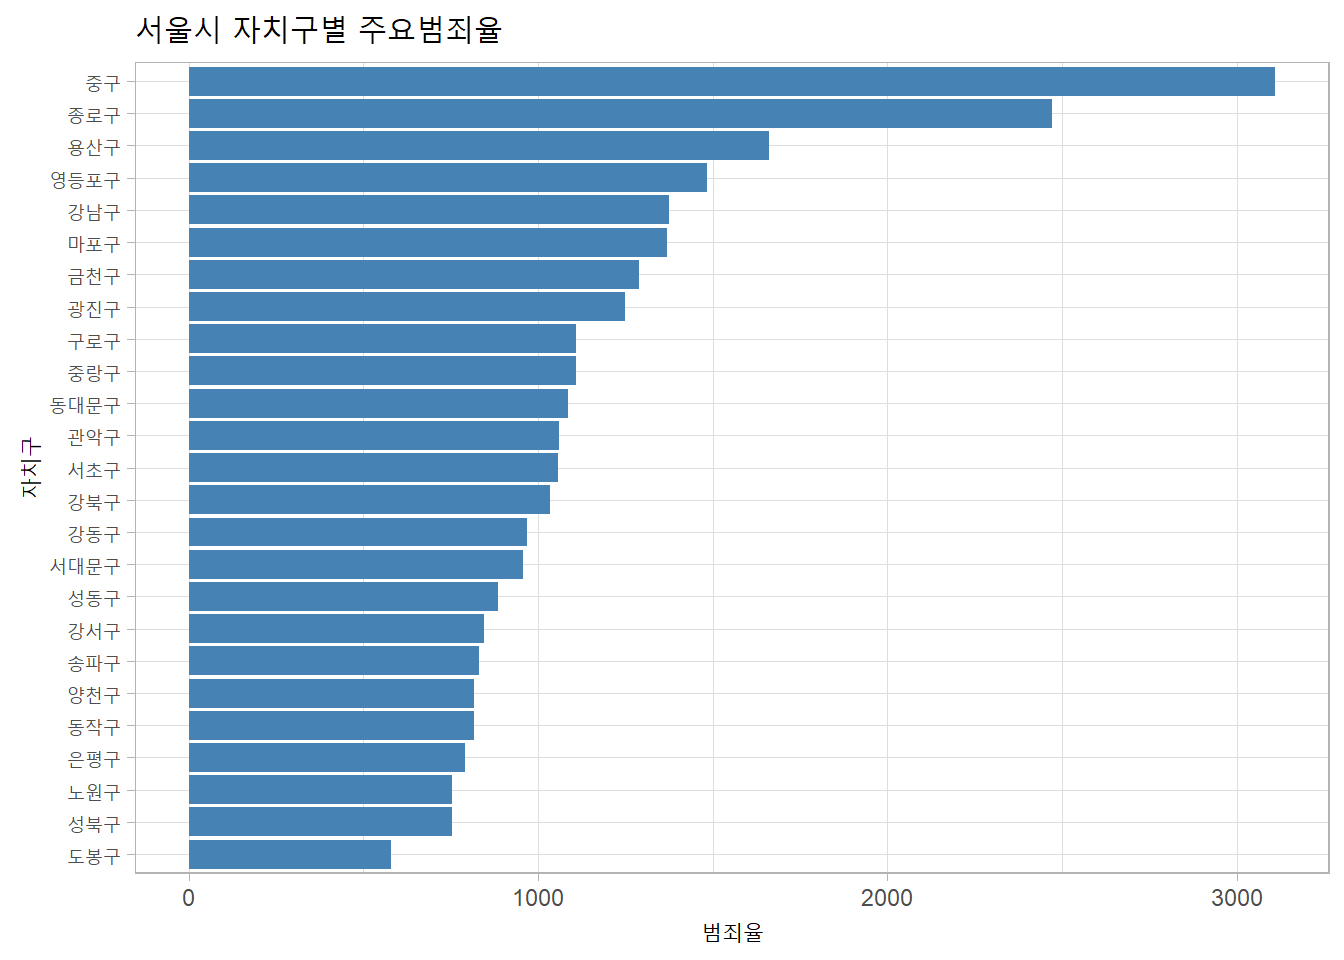 서울시 자치구별 주요범죄율
중구
종로구
용산구
영등포구
강남구
마포구
금천구
광진구
구로구
중랑구
동대문구
관악구
서초구
강북구
강동구
서대문구
성동구
강서구
송파구
양천구
동작구
은평구
노원구
성북구
도봉구
자치구
0 1000 2000 3000
범죄율